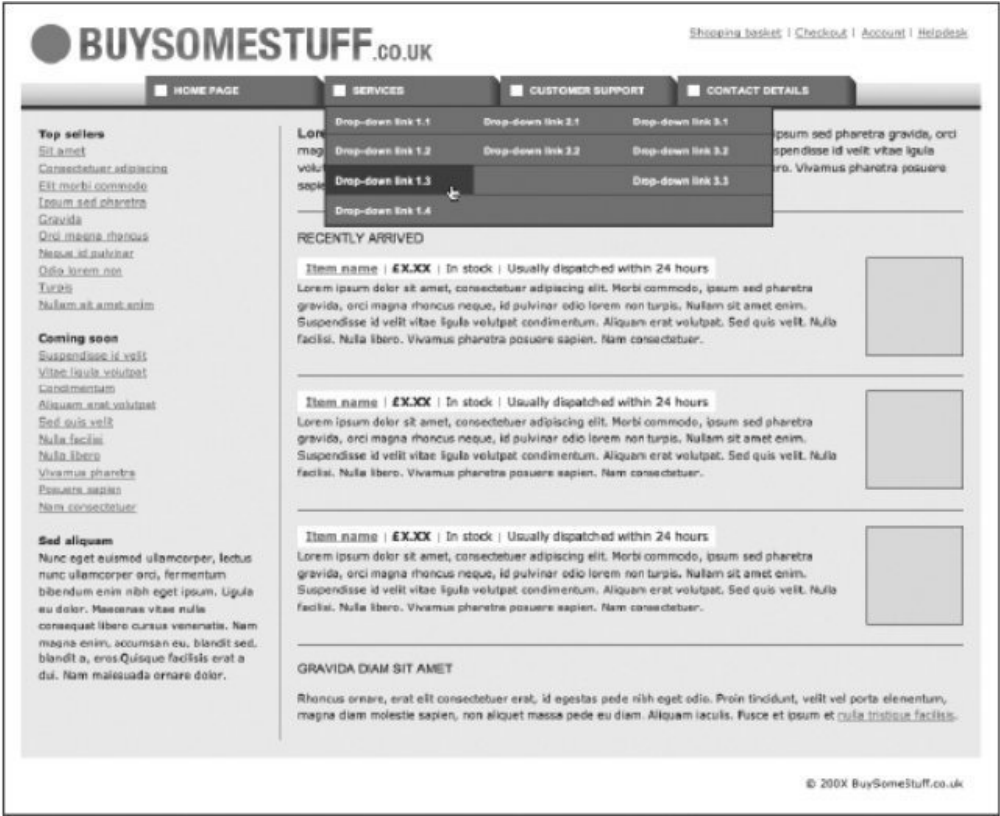 BUYSOMESTUFF.CO.UK
Shopping basket | Checkout | Account | Helpdesk
HOME PAGE
SERVICES
CUSTOMER SUPPORT
CONTACT DETAILS
Drop-down link 1.1 Drop-down link 2.1 Drop-down link 3.1
Drop-down link 1.2 Drop-down link 2.2 Drop-down link 3.2
Drop-down link 1.3 Drop-down link 3.3
Drop-down link 1.4
Top sellers
Sit amet
Consectetuer adipiscing
Elit morbi commodo
Ipsum sed pharetra
Gravida
Orci magna rhoncus
Neque id pulvinar
Odio lorem non
Turpis
Nullam sit amet enim
Coming soon
Suspendisse id velit
Vitae ligula volutpat
Condimentum
Aliquam erat volutpat
Sed quis velit
Nulla facilisi
Nulla libero
Vivamus pharetra
Posuere sapien
Nam consectetuer
Sed aliquam
Nunc eget euismod ullamcorper, lectus
nunc ullamcorper orci, fermentum
bibendum enim nibh eget ipsum. Ligula
eu dolor. Maecenas vitae nulla
consequat libero cursus venenatis. Nam
magna enim, accumsan eu, blandit sed,
blandit a, eros.Quisque facilisis erat a
dui. Nam malesuada ornare dolor.
Lore ipsum sed pharetra gravida, orci
mag spendisse id velit vitae ligula
volut ro. Vivamus pharetra posuere
sapie
RECENTLY ARRIVED
Item name | £X.XX | In stock | Usually dispatched within 24 hours
Lorem ipsum dolor sit amet, consectetuer adipiscing elit. Morbi commodo, ipsum sed pharetra
gravida, orci magna rhoncus neque, id pulvinar odio lorem non turpis. Nullam sit amet enim.
Suspendisse id velit vitae ligula volutpat condimentum. Aliquam erat volutpat. Sed quis velit. Nulla
facilisi. Nulla libero. Vivamus pharetra posuere sapien. Nam consectetuer.
Item name | £X.XX | In stock | Usually dispatched within 24 hours
Lorem ipsum dolor sit amet, consectetuer adipiscing elit. Morbi commodo, ipsum sed pharetra
gravida, orci magna rhoncus neque, id pulvinar odio lorem non turpis. Nullam sit amet enim.
Suspendisse id velit vitae ligula volutpat condimentum. Aliquam erat volutpat. Sed quis velit. Nulla
facilisi. Nulla libero. Vivamus pharetra posuere sapien. Nam consectetuer.
Item name | £X.XX | In stock | Usually dispatched within 24 hours
Lorem ipsum dolor sit amet, consectetuer adipiscing elit. Morbi commodo, ipsum sed pharetra
gravida, orci magna rhoncus neque, id pulvinar odio lorem non turpis. Nullam sit amet enim.
Suspendisse id velit vitae ligula volutpat condimentum. Aliquam erat volutpat. Sed quis velit. Nulla
facilisi. Nulla libero. Vivamus pharetra posuere sapien. Nam consectetuer.
GRAVIDA DIAM SIT AMET
Rhoncus ornare, erat elit consectetuer erat, id egestas pede nibh eget odio. Proin tincidunt, velit vel porta elementum,
magna diam molestie sapien, non aliquet massa pede eu diam. Aliquam iaculis. Fusce et ipsum et nulla tristique facilisis.
© 200X BuySomeStuff.co.uk